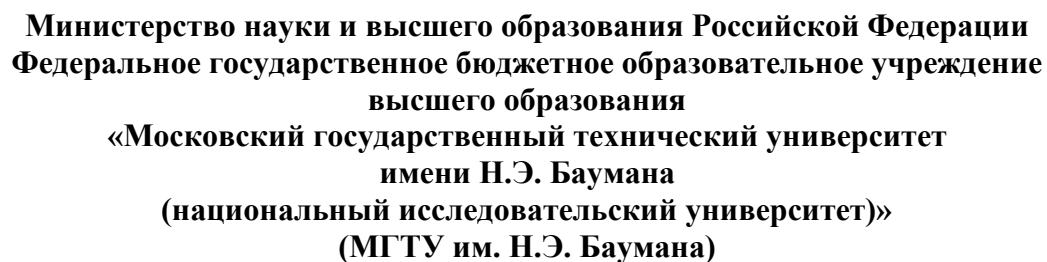 Министерство науки и высшего образования Российской Федерации
Федеральное государственное бюджетное образовательное учреждение
высшего образования
«Московский государственный технический университет
имени Н.Э. Баумана
(национальный исследовательский университет)»
(МГТУ им. Н.Э. Баумана)